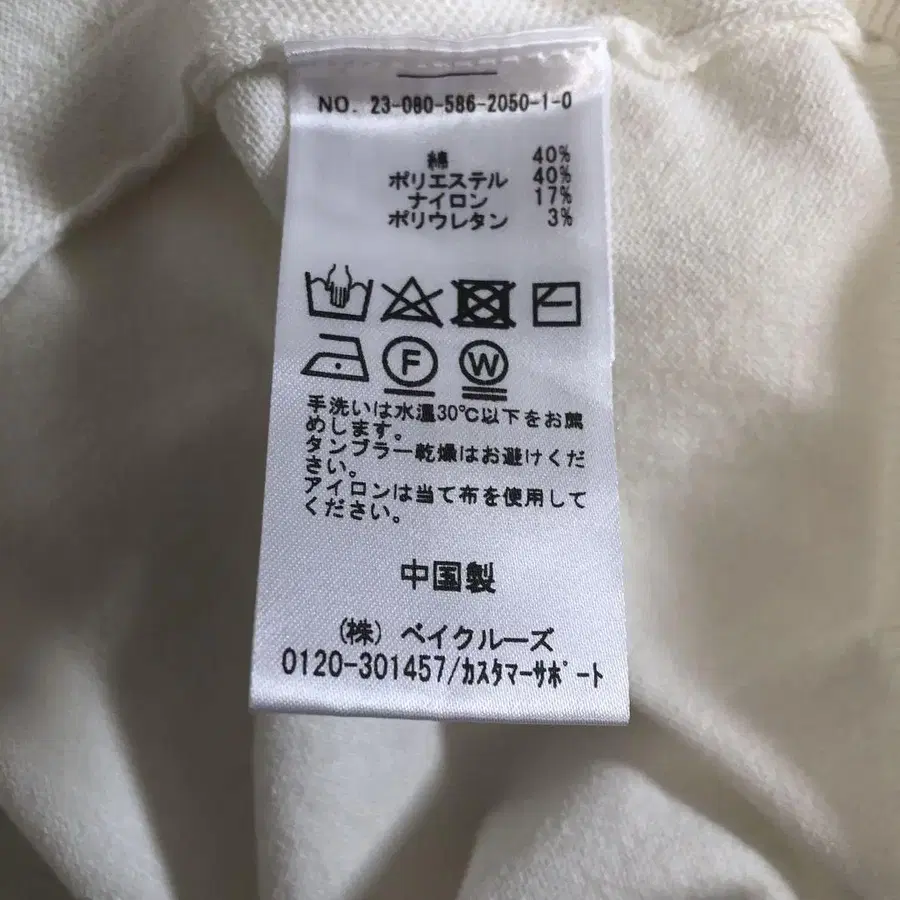 NO. 23-080-586-2050-1-0
綿 40%
ポリエステル 40%
ナイロン 17%
ポリウレタン 3%
F W
手洗いは水温30℃以下をお薦
めします。
タンブラー乾燥はお避けくだ
さい。
アイロンは当て布を使用して
ください。
中国製
(株) ベイクルーズ
0120-301457/カスタマーサポート